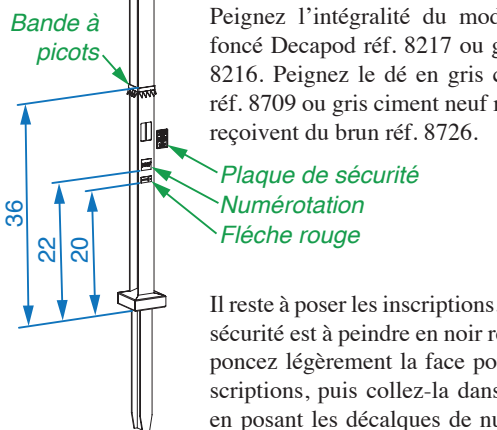 Bande à
picots
Peignez l’intégralité du mod
foncé Decapod réf. 8217 ou g
8216. Peignez le dé en gris c
réf. 8709 ou gris ciment neuf
reçoivent du brun réf. 8726.
Plaque de sécurité
Numérotation
Fléche rouge
36
22
20
Il reste à poser les inscriptions.
sécurité est à peindre en noir
poncez légèrement la face po
scriptions, puis collez-la dans
en posant les décalques de